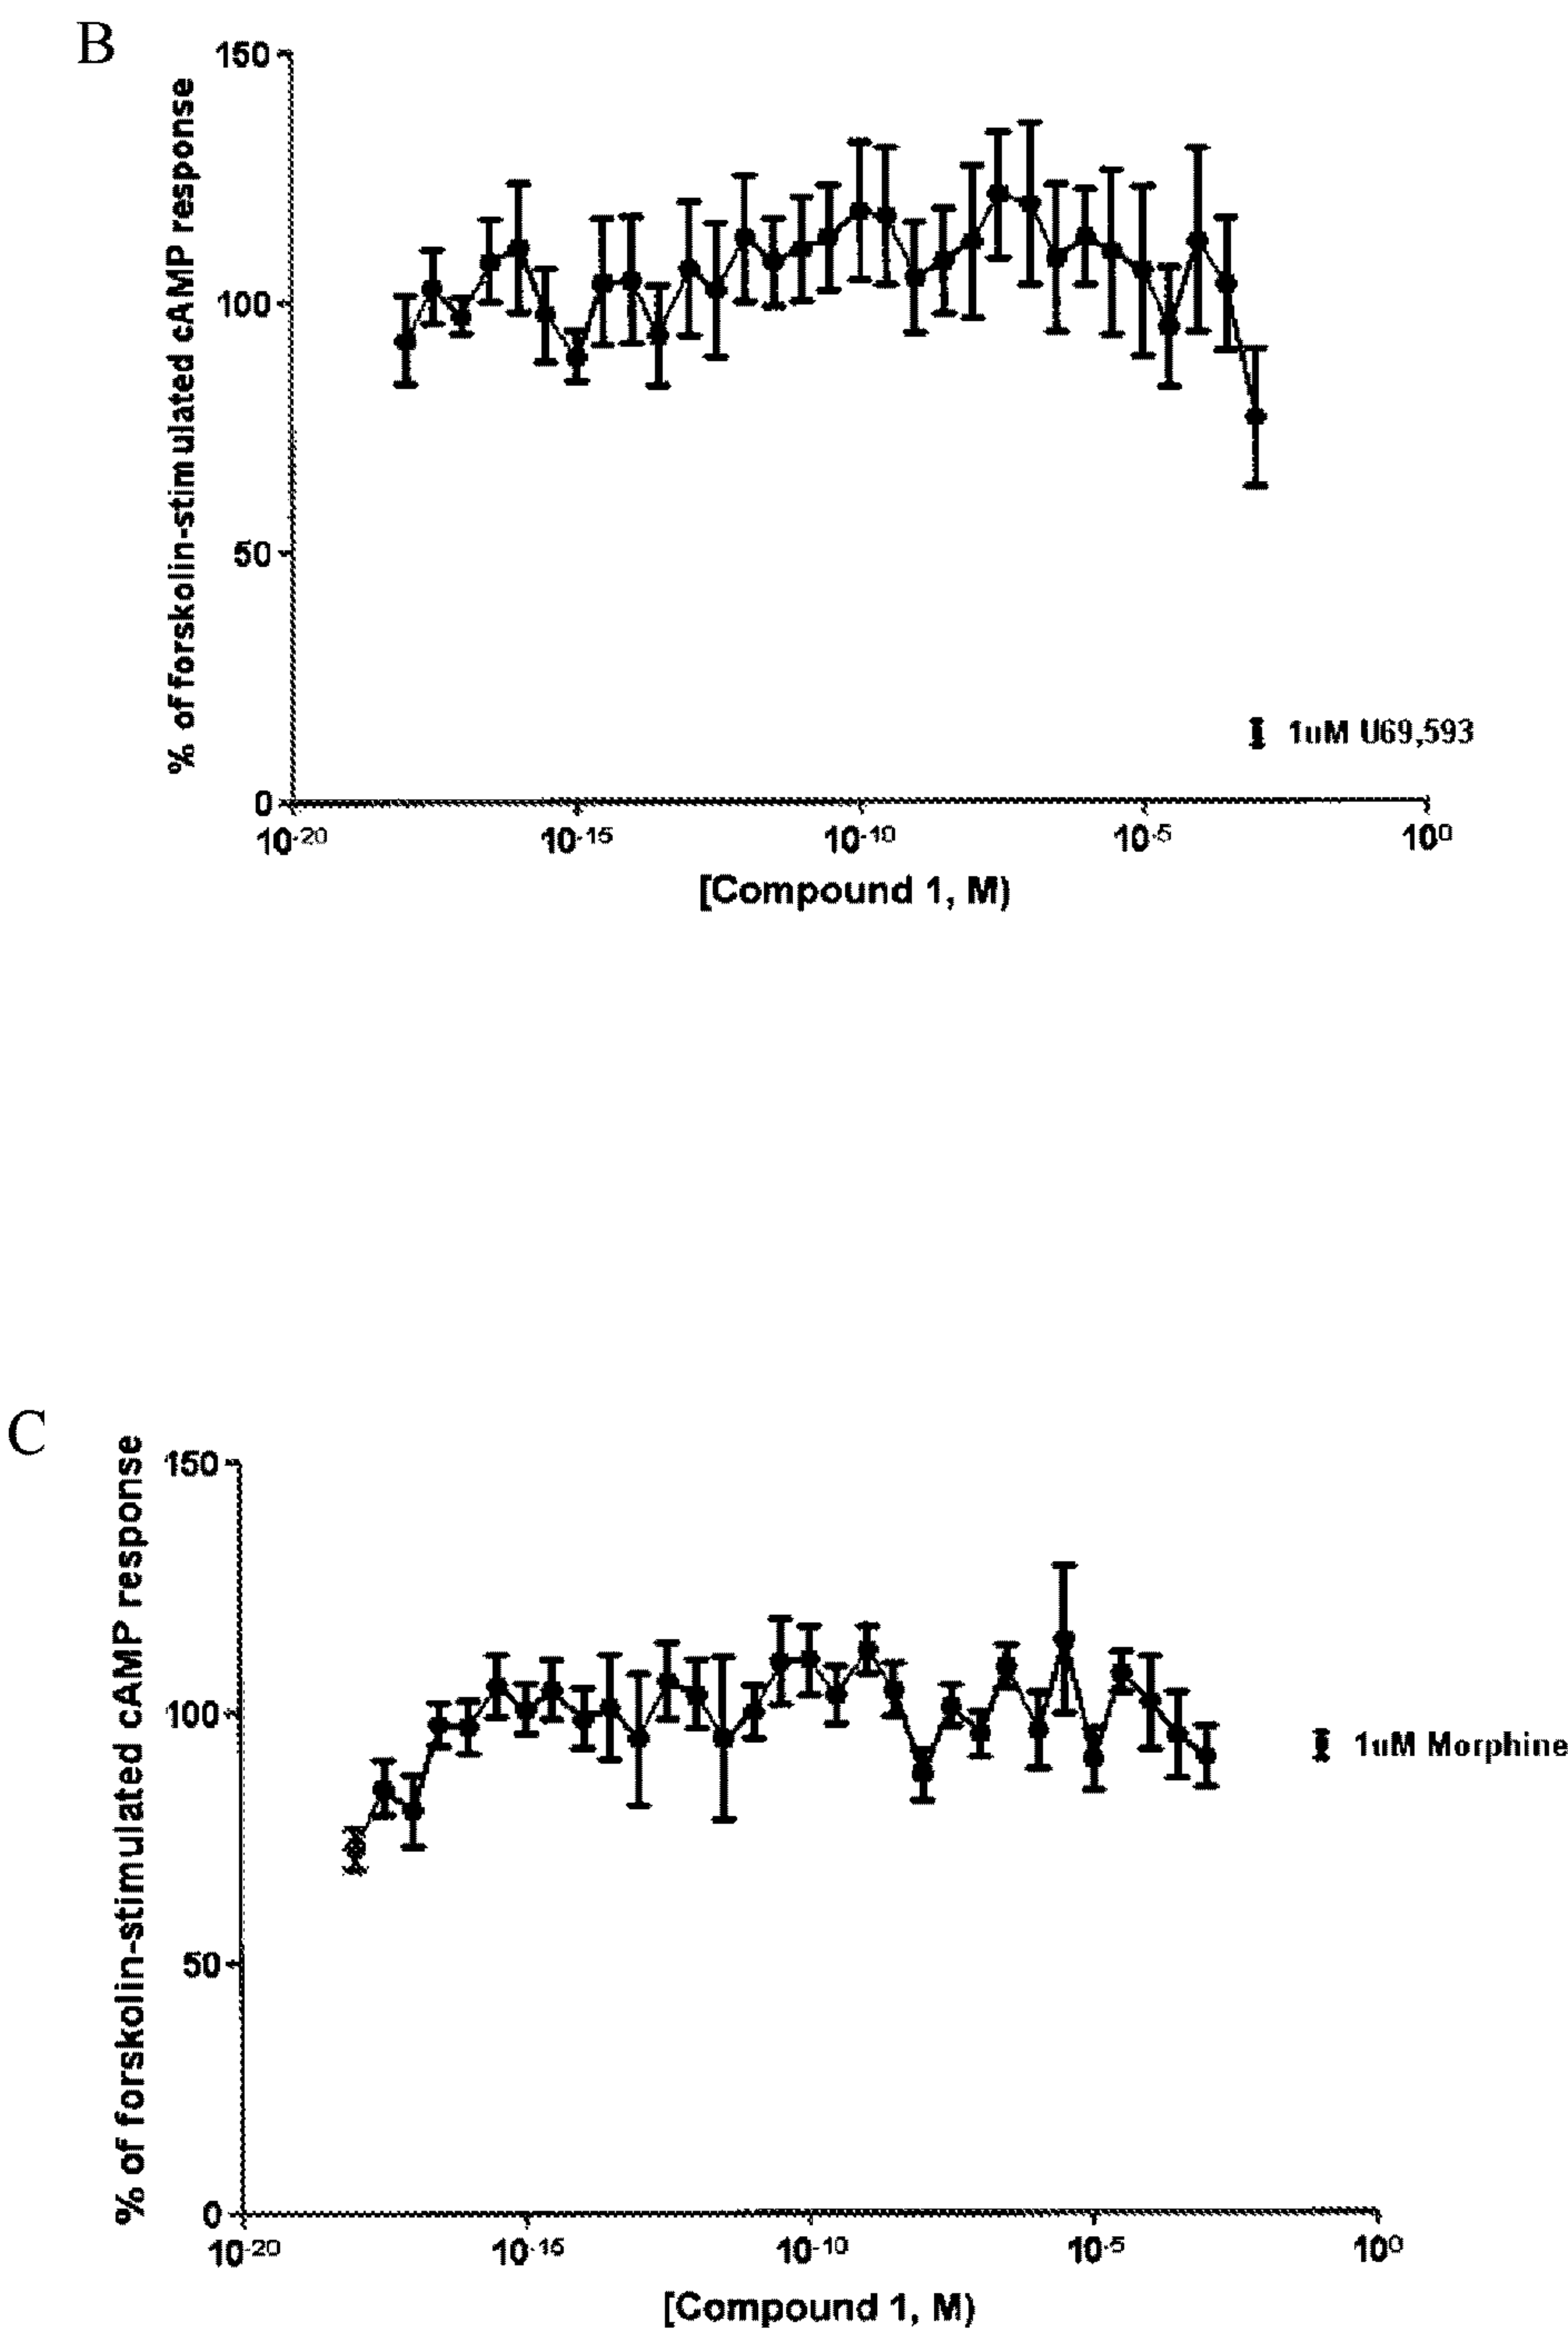 B
150
100
50
0
% of forskolin-stimulated cAMP response
10-20
10-15
10-10
10-5
100
[Compound 1, M)
1uM U69,593
C
150
100
50
0
% of forskolin-stimulated cAMP response
10-20
10-15
10-10
10-5
100
[Compound 1, M)
1uM Morphine